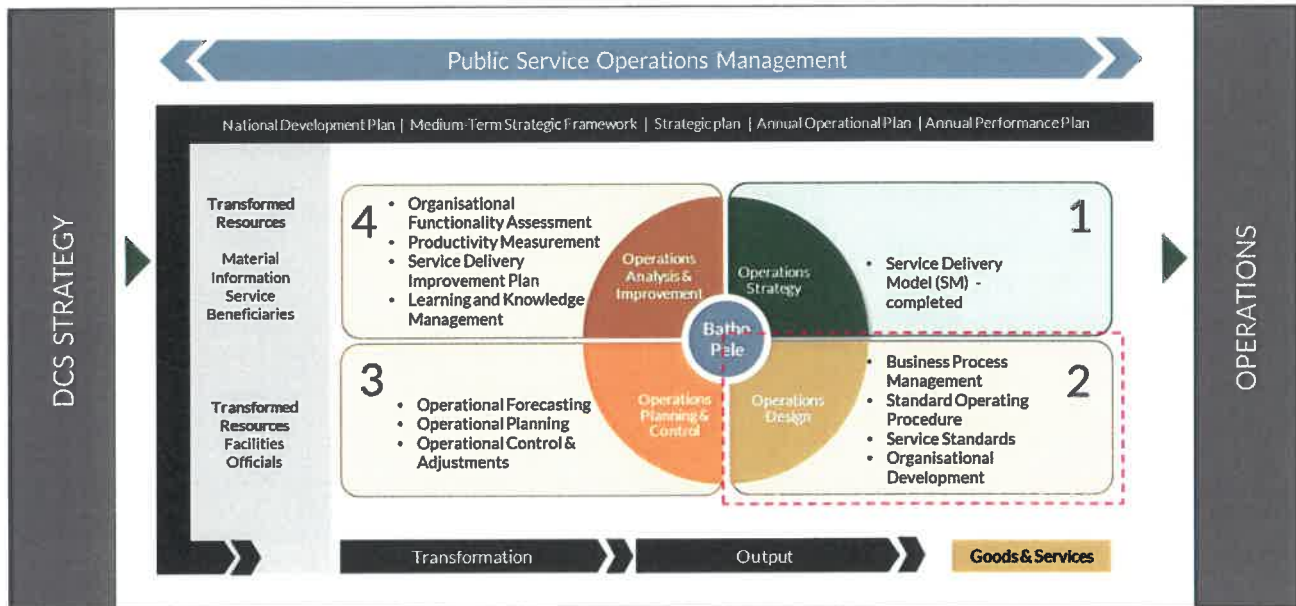 Public Service Operations Management
National Development Plan | Medium-Term Strategic Framework | Strategic plan | Annual Operational Plan | Annual Performance Plan
DCS STRATEGY
Transformed
Resources
Material
Information
Service
Beneficiaries
Transformed
Resources
Facilities
Officials
4
• Organisational
Functionality Assessment
• Productivity Measurement
• Service Delivery
Improvement Plan
• Learning and Knowledge
Management
Operations
Analysis &
Improvement
Operations
Strategy
1
• Service Delivery
Model (SM) -
completed
Batho
Pele
3
• Operational Forecasting
• Operational Planning
• Operational Control &
Adjustments
Operations
Planning &
Control
Operations
Design
2
• Business Process
Management
• Standard Operating
Procedure
• Service Standards
• Organisational
Development
OPERATIONS
Transformation
Output
Goods & Services